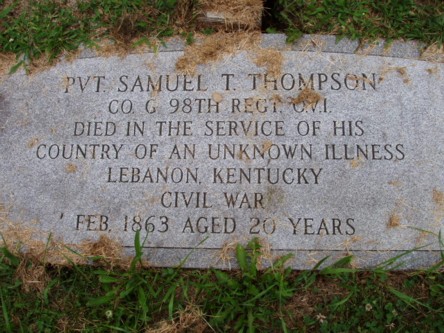 PVT. SAMUEL T. THOMPSON
CO. G 98TH REGT. O.V.I.
DIED IN THE SERVICE OF HIS
COUNTRY OF AN UNKNOWN ILLNESS
LEBANON, KENTUCKY
CIVIL WAR
FEB. 1863 AGED 20 YEARS